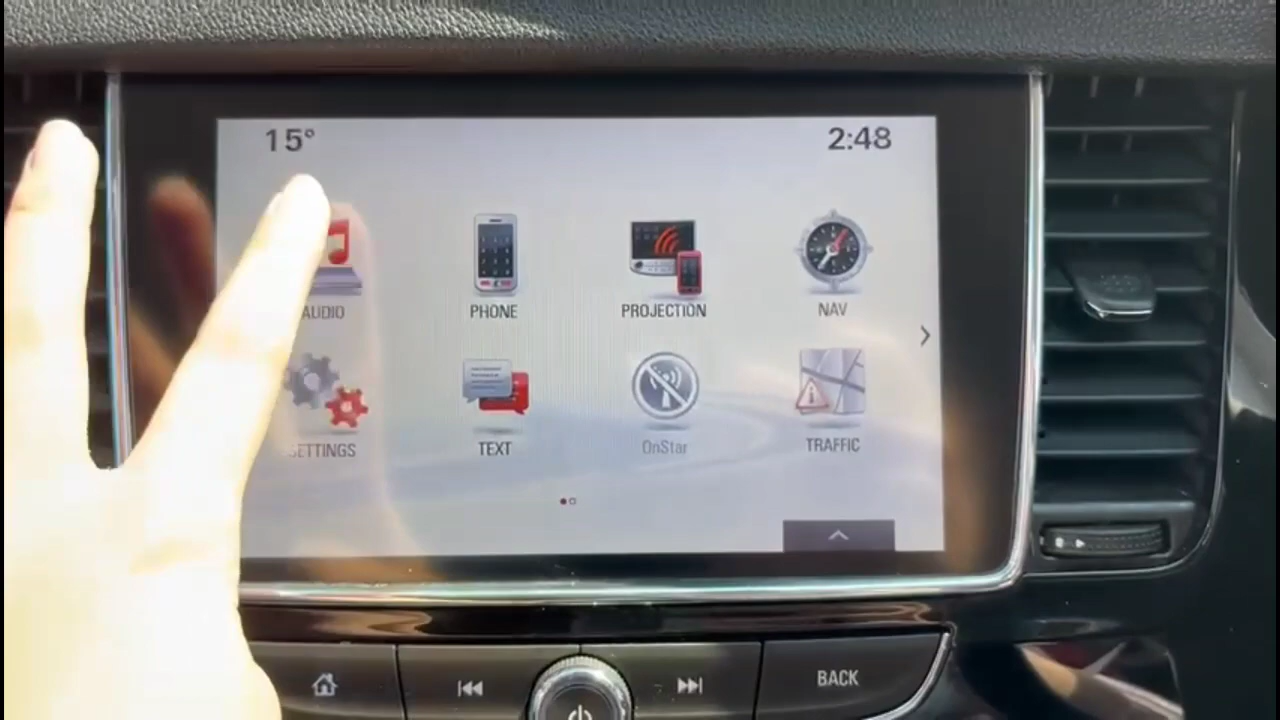 15° 2:48
AUDIO PHONE PROJECTION NAV
SETTINGS TEXT OnStar TRAFFIC
BACK